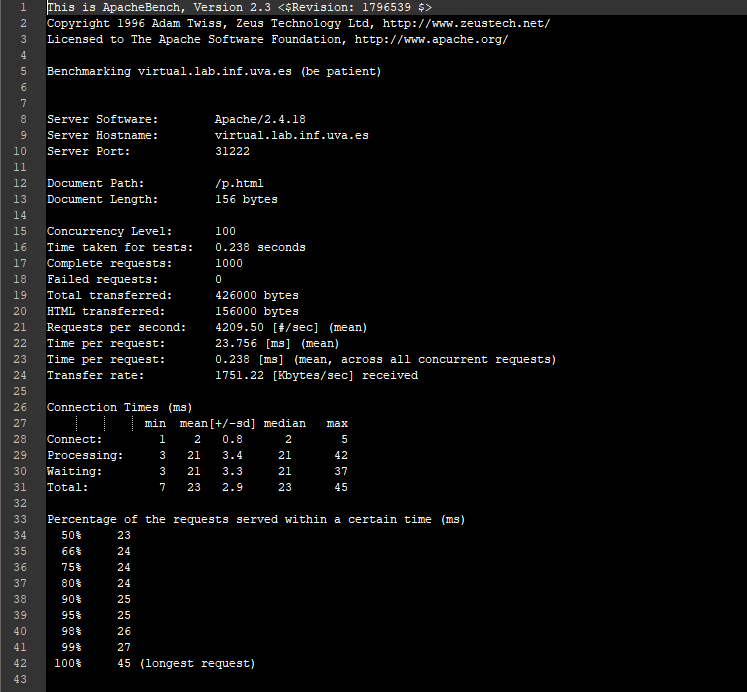 1 This is ApacheBench, Version 2.3 <$Revision: 1796539 $>
2 Copyright 1996 Adam Twiss, Zeus Technology Ltd, http://www.zeustech.net/
3 Licensed to The Apache Software Foundation, http://www.apache.org/
4
5 Benchmarking virtual.lab.inf.uva.es (be patient)
6
7
8 Server Software:        Apache/2.4.18
9 Server Hostname:        virtual.lab.inf.uva.es
10 Server Port:            31222
11
12 Document Path:          /p.html
13 Document Length:        156 bytes
14
15 Concurrency Level:      100
16 Time taken for tests:   0.238 seconds
17 Complete requests:      1000
18 Failed requests:        0
19 Total transferred:      426000 bytes
20 HTML transferred:       156000 bytes
21 Requests per second:    4209.50 [#/sec] (mean)
22 Time per request:       23.756 [ms] (mean)
23 Time per request:       0.238 [ms] (mean, across all concurrent requests)
24 Transfer rate:          1751.22 [Kbytes/sec] received
25
26 Connection Times (ms)
27               min  mean[+/-sd] median   max
28 Connect:        1    2   0.8      2       5
29 Processing:     3   21   3.4     21      42
30 Waiting:        3   21   3.3     21      37
31 Total:          7   23   2.9     23      45
32
33 Percentage of the requests served within a certain time (ms)
34   50%     23
35   66%     24
36   75%     24
37   80%     24
38   90%     25
39   95%     25
40   98%     26
41   99%     27
42  100%     45 (longest request)
43